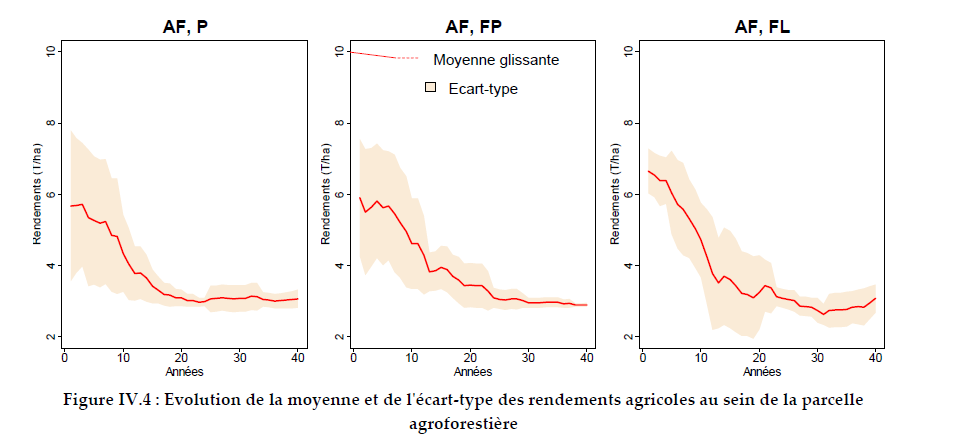 AF, P
AF, FP
AF, FL
Rendements (T/ha)
2
4
6
8
10
0
10
20
30
40
Années
Moyenne glissante
Ecart-type
Rendements (T/ha)
2
4
6
8
10
0
10
20
30
40
Années
Rendements (T/ha)
2
4
6
8
10
0
10
20
30
40
Années
Figure IV.4 : Evolution de la moyenne et de l'écart-type des rendements agricoles au sein de la parcelle
agroforestière